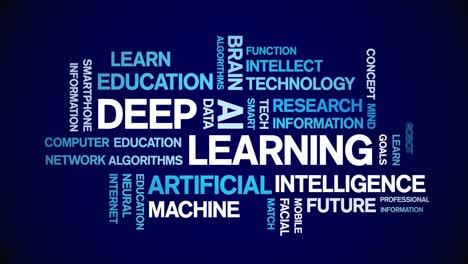 LEARN
EDUCATION
BRAIN
ALGORITHMS
FUNCTION
INTELLECT
TECHNOLOGY
CONCEPT
SMARTPHONE
INFORMATION
DEEP
DATA
AI
SMART
TECH
RESEARCH
INFORMATION
MIND
COMPUTER
EDUCATION
NETWORK
ALGORITHMS
LEARNING
GOALS
LEARN
INTERNET
NEURAL
EDUCATION
ARTIFICIAL
INTELLIGENCE
MACHINE
MATCH
FACIAL
MOBILE
FUTURE
PROFESSIONAL
INFORMATION